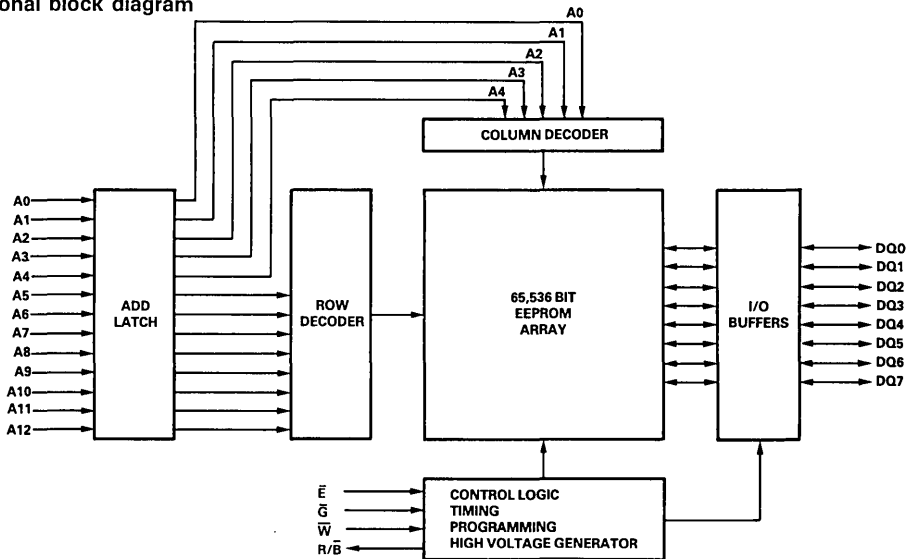 onal block diagram
A0
A1
A2
A3
A4
COLUMN DECODER
A0
A1
A2
A3
A4
A5
A6
A7
A8
A9
A10
A11
A12
ADD
LATCH
ROW
DECODER
65,536 BIT
EEPROM
ARRAY
I/O
BUFFERS
DQ0
DQ1
DQ2
DQ3
DQ4
DQ5
DQ6
DQ7
E̅
G̅
W̅
R/B̅
CONTROL LOGIC
TIMING
PROGRAMMING
HIGH VOLTAGE GENERATOR